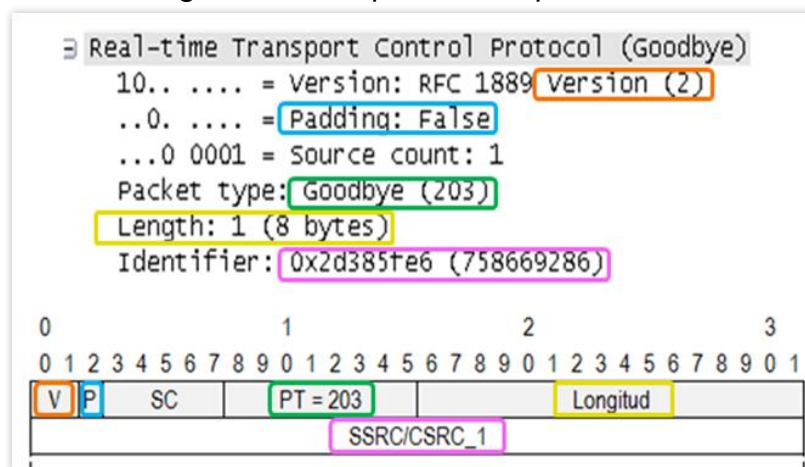 Real-time Transport Control Protocol (Goodbye)
10.. .... = Version: RFC 1889 Version (2)
..0. .... = Padding: False
...0 0001 = Source count: 1
Packet type: Goodbye (203)
Length: 1 (8 bytes)
Identifier: 0x2d385fe6 (758669286)
0 1 2 3
0 1 2 3 4 5 6 7 8 9 0 1 2 3 4 5 6 7 8 9 0 1 2 3 4 5 6 7 8 9 0 1
V P SC PT = 203 Longitud
SSRC/CSRC_1